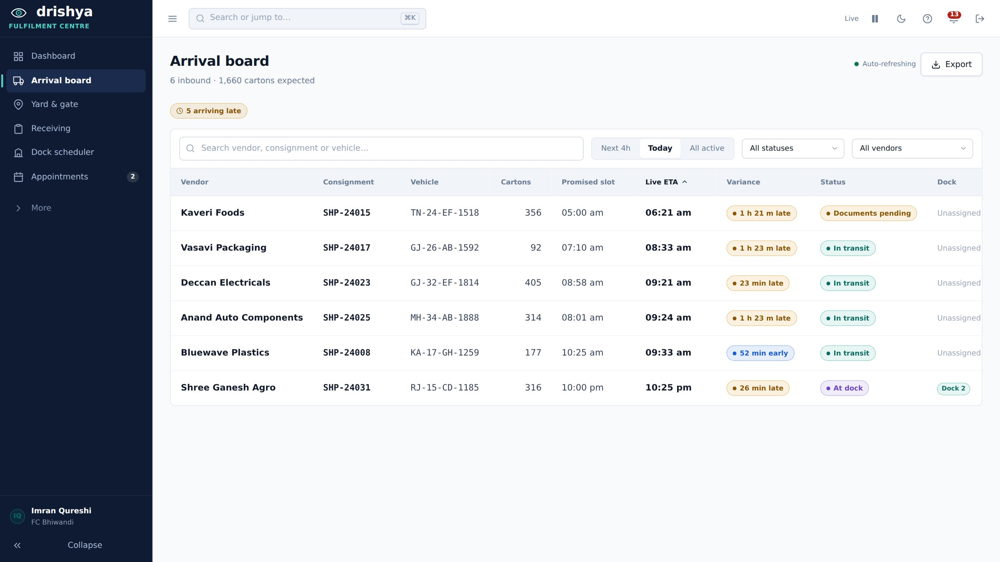 drishya
FULFILMENT CENTRE
Dashboard
Arrival board
Yard & gate
Receiving
Dock scheduler
Appointments 2
More
Imran Qureshi
IQ
FC Bhiwandi
Collapse
Search or jump to... ⌘K
Live
13
Arrival board
6 inbound · 1,660 cartons expected
Auto-refreshing
Export
5 arriving late
Search vendor, consignment or vehicle...
Next 4h Today All active
All statuses
All vendors
Vendor Consignment Vehicle Cartons Promised slot Live ETA Variance Status Dock
Kaveri Foods SHP-24015 TN-24-EF-1518 356 05:00 am 06:21 am 1 h 21 m late Documents pending Unassigned
Vasavi Packaging SHP-24017 GJ-26-AB-1592 92 07:10 am 08:33 am 1 h 23 m late In transit Unassigned
Deccan Electricals SHP-24023 GJ-32-EF-1814 405 08:58 am 09:21 am 23 min late In transit Unassigned
Anand Auto Components SHP-24025 MH-34-AB-1888 314 08:01 am 09:24 am 1 h 23 m late In transit Unassigned
Bluewave Plastics SHP-24008 KA-17-GH-1259 177 10:25 am 09:33 am 52 min early In transit Unassigned
Shree Ganesh Agro SHP-24031 RJ-15-CD-1185 316 10:00 pm 10:25 pm 26 min late At dock Dock 2